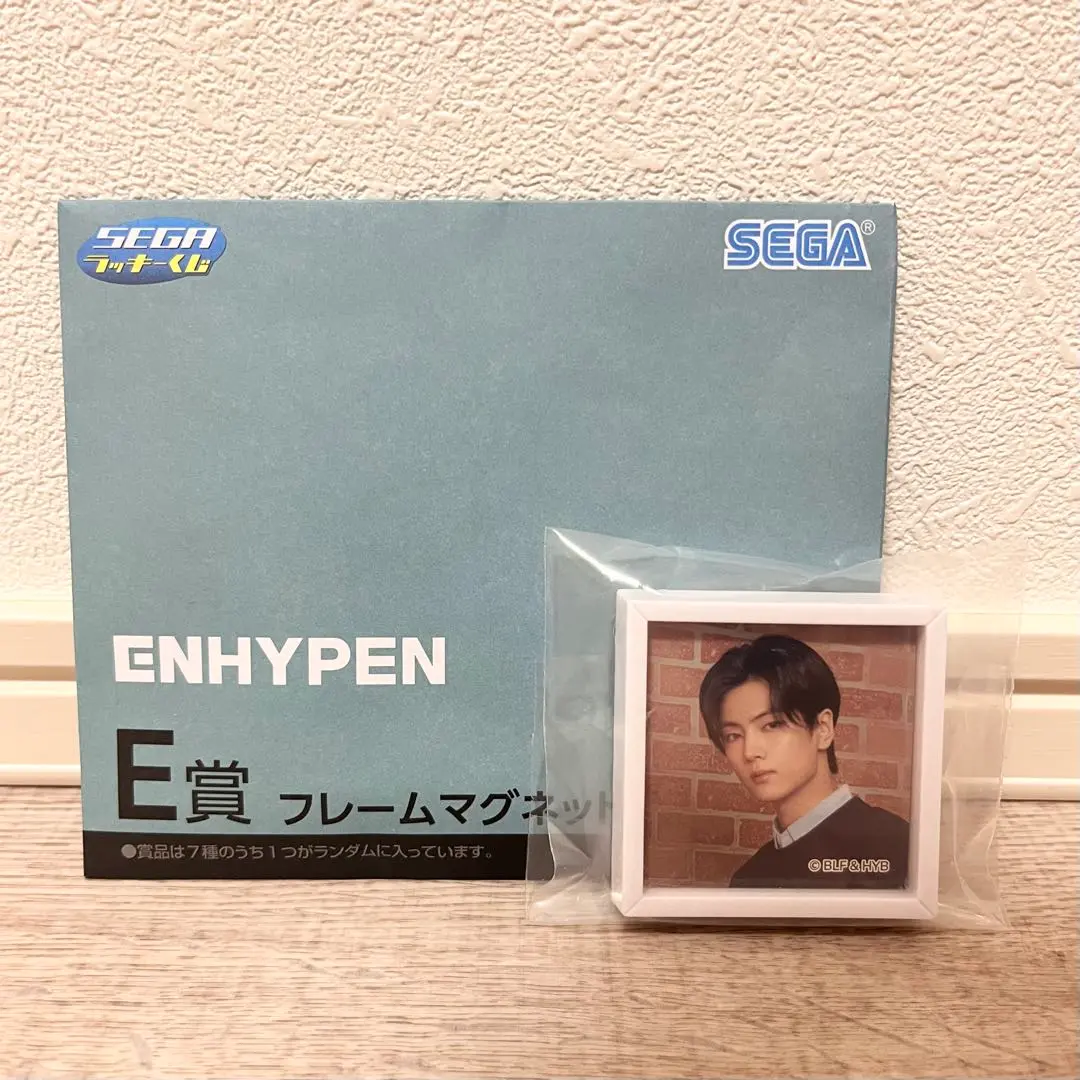 SEGA
ラッキーくじ
SEGA®
ENHYPEN
E賞 フレームマグネット
●賞品は7種のうち1つがランダムに入っています。
© BLF & HYB